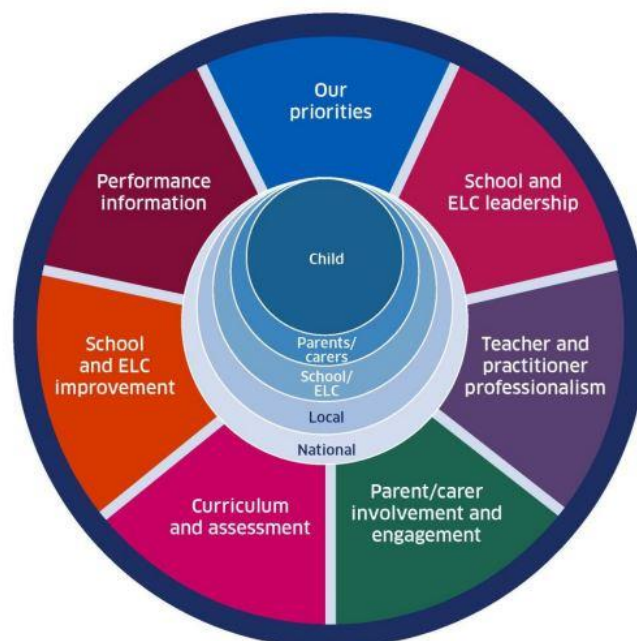 Our
priorities
School and
ELC leadership
Teacher and
practitioner
professionalism
Parent/carer
involvement and
engagement
Curriculum
and assessment
School
and ELC
improvement
Performance
information
Child
Parents/
carers
School/
ELC
Local
National